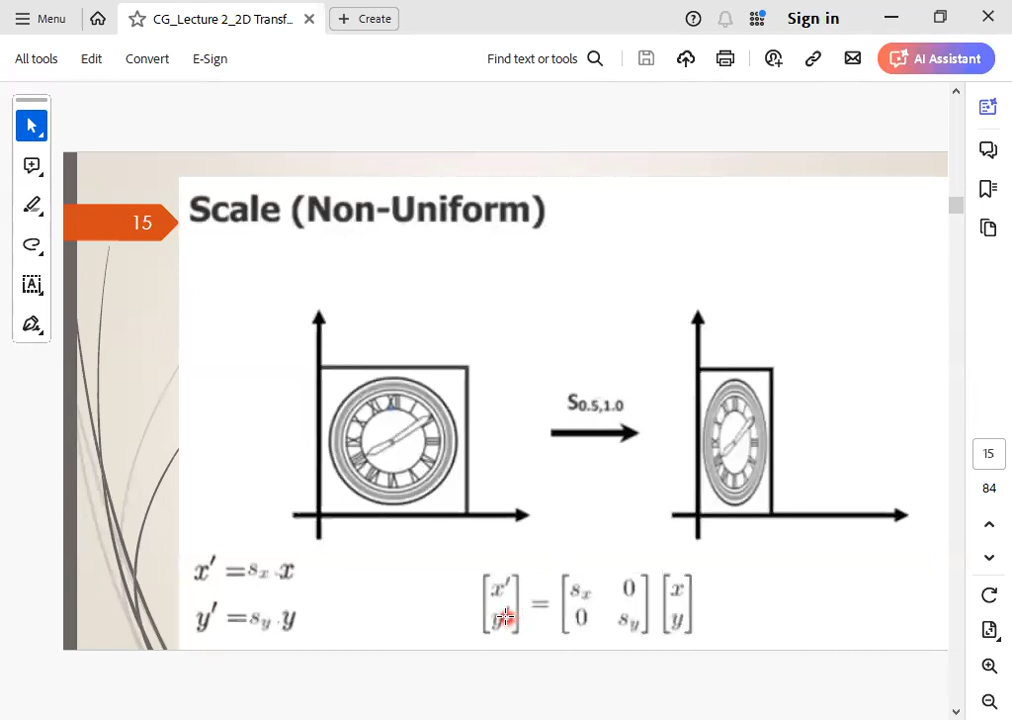 Menu
CG_Lecture 2_2D Transf...
Create
Sign in
All tools
Edit
Convert
E-Sign
Find text or tools
AI Assistant
15
Scale (Non-Uniform)
S0.5,1.0
x' = sx . x
y' = sy . y
[x' y'] = [sx 0 0 sy] [x y]
15
84